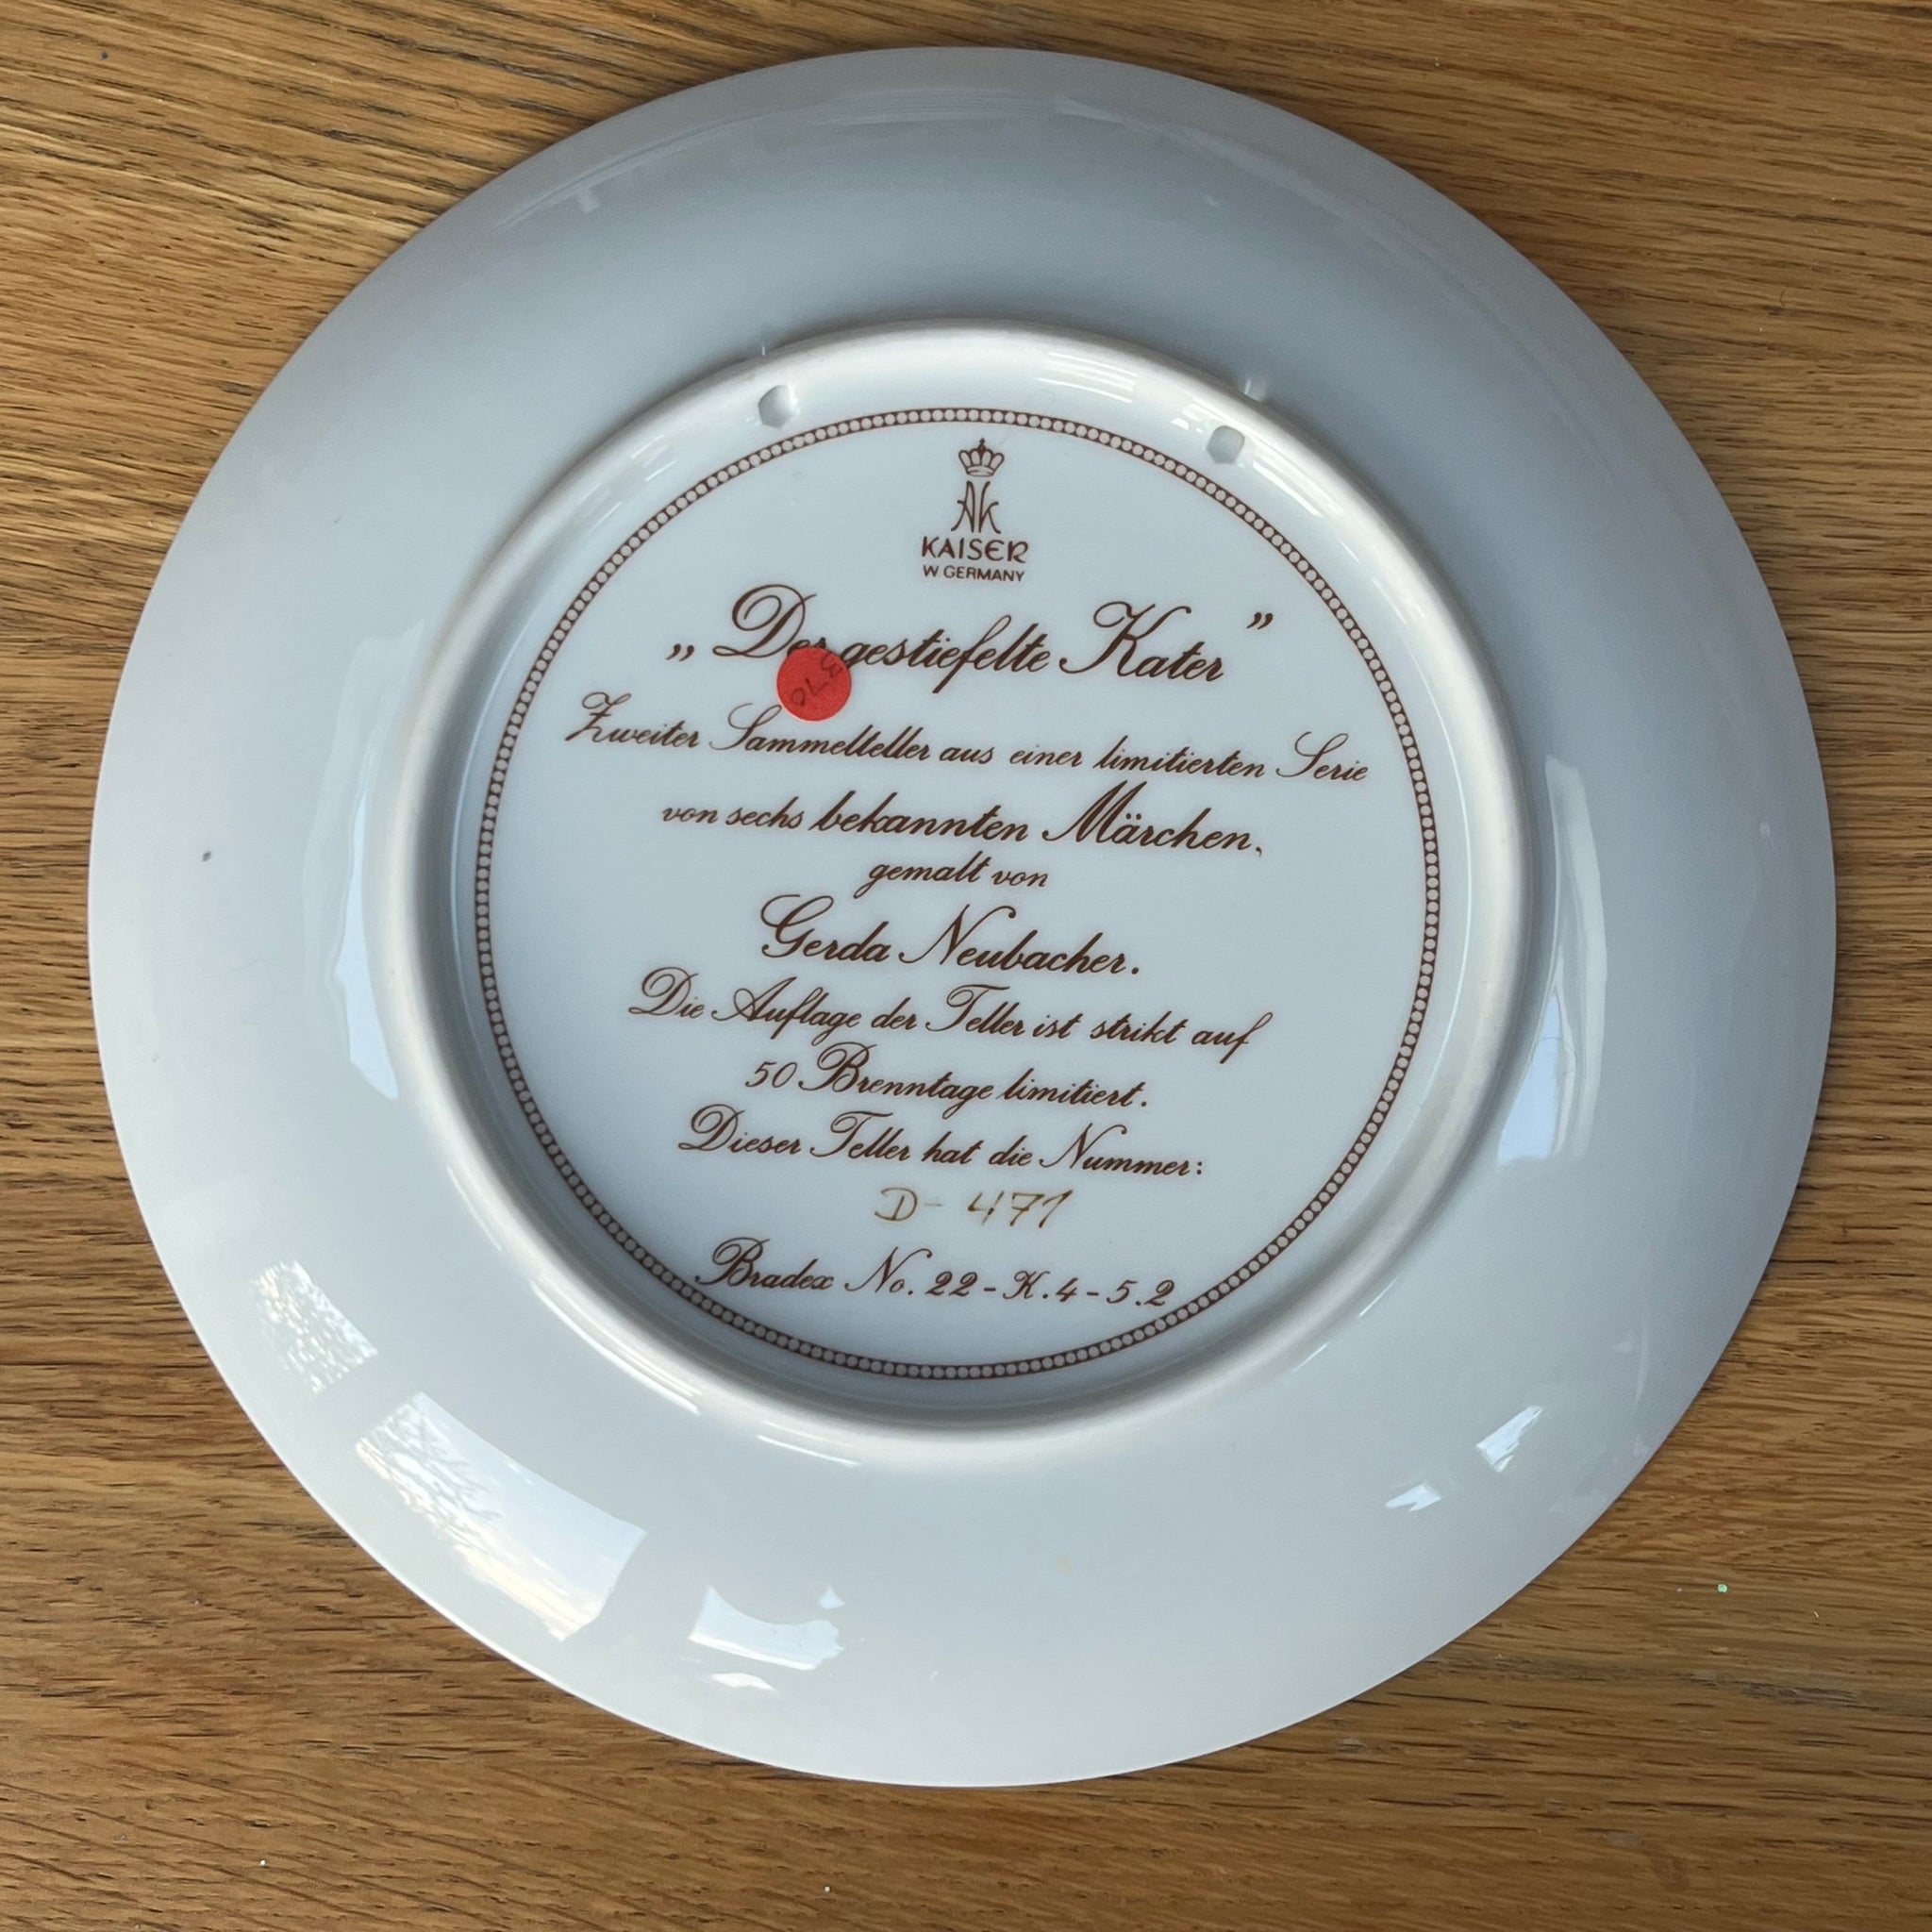 AK
KAISER
W. GERMANY
„Der gestiefelte Kater”
Zweiter Sammelteller aus einer limitierten Serie
von sechs bekannten Märchen,
gemalt von
Gerda Neubacher.
Die Auflage der Teller ist strikt auf
50 Brenntage limitiert.
Dieser Teller hat die Nummer:
D- 471
Bradex No. 22-K.4-5.2